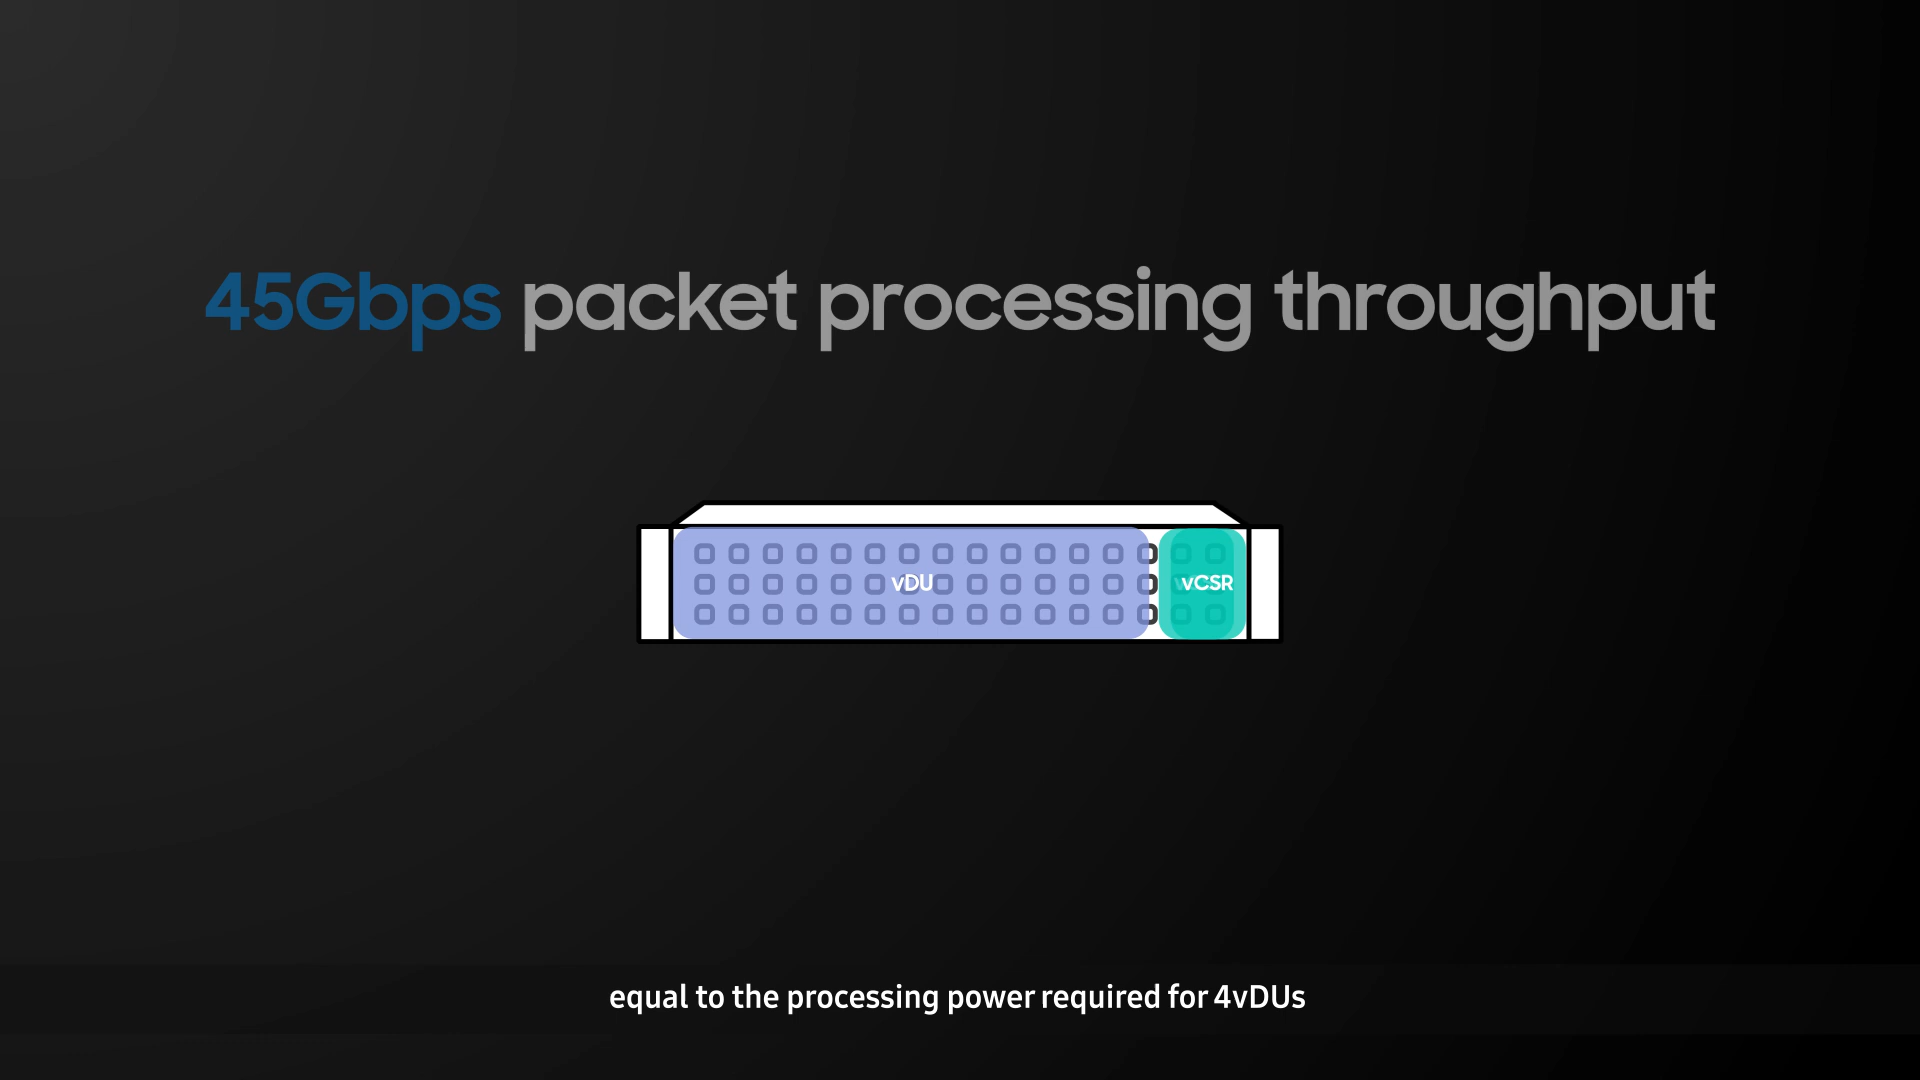 45Gbps packet processing throughput
vDU
vCSR
equal to the processing power required for 4vDUs